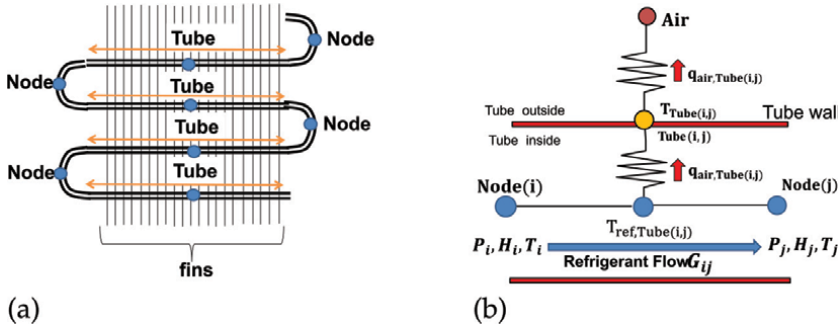 Tube
Node
Node
Tube
Tube
Node
Node
Tube
fins
(a)
Air
q_air,Tube(i,j)
T_Tube(i,j)
Tube outside
Tube wall
Tube inside
Tube(i,j)
q_air,Tube(i,j)
Node(i)
Node(j)
T_ref,Tube(i,j)
P_i, H_i, T_i
P_j, H_j, T_j
Refrigerant Flow G_ij
(b)